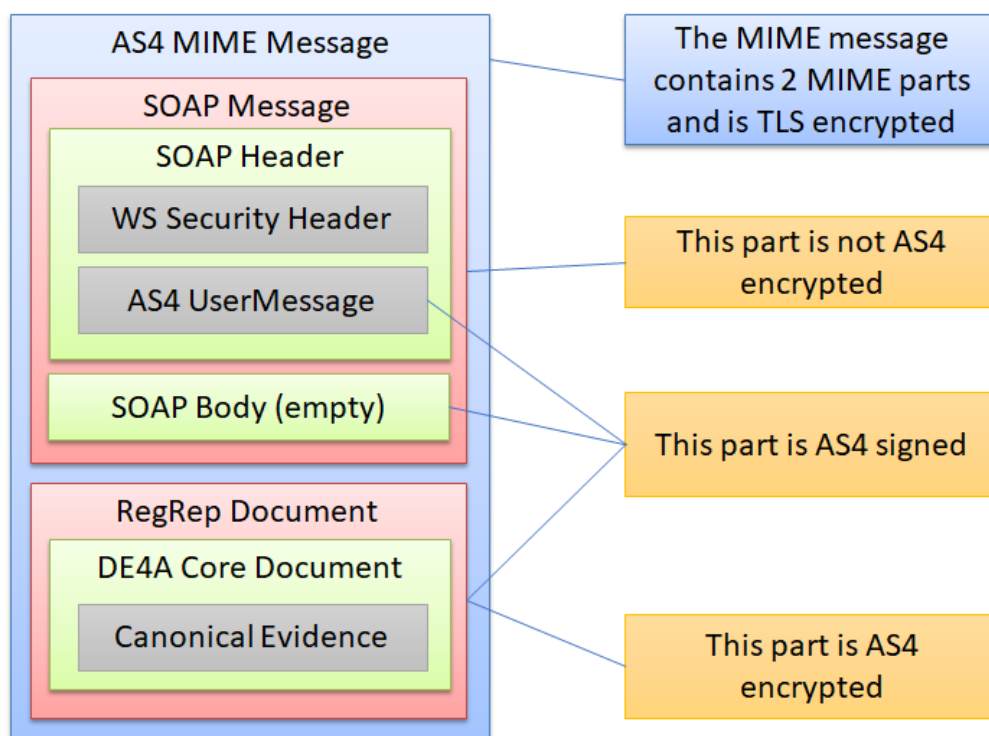 AS4 MIME Message
SOAP Message
SOAP Header
WS Security Header
AS4 UserMessage
SOAP Body (empty)
RegRep Document
DE4A Core Document
Canonical Evidence
The MIME message
contains 2 MIME parts
and is TLS encrypted
This part is not AS4
encrypted
This part is AS4 signed
This part is AS4
encrypted